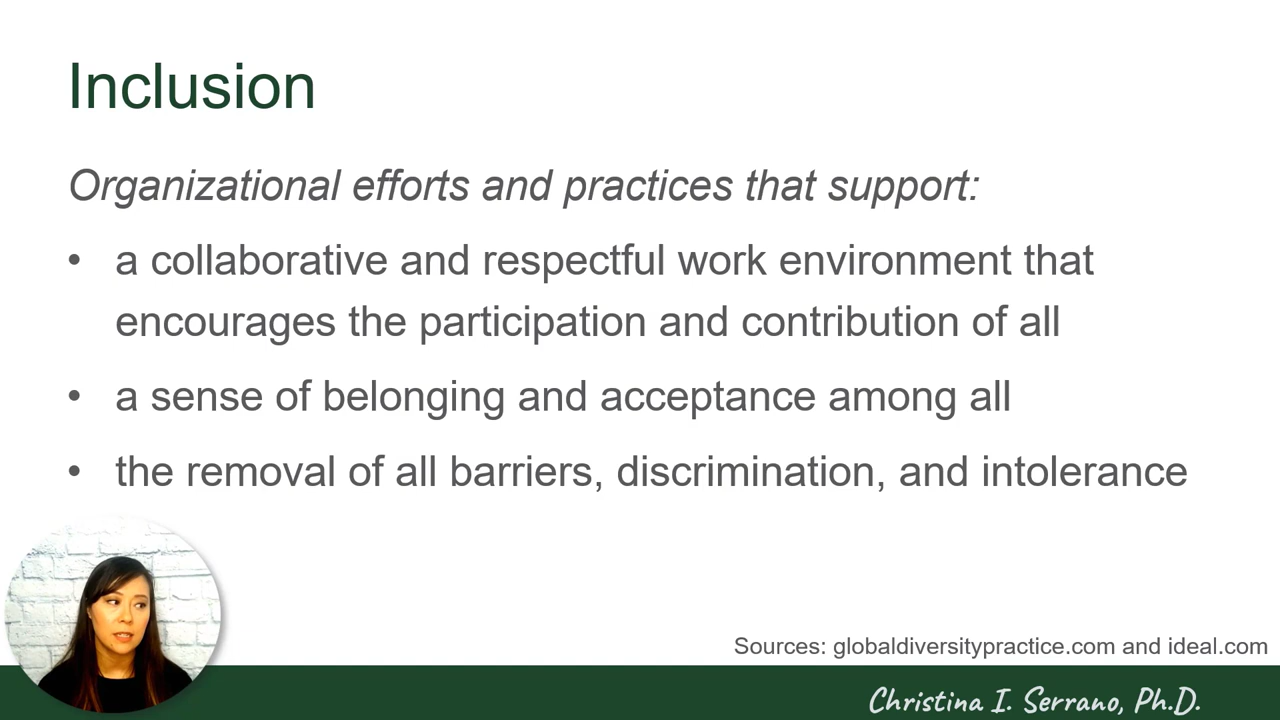 Inclusion
Organizational efforts and practices that support:
• a collaborative and respectful work environment that
encourages the participation and contribution of all
• a sense of belonging and acceptance among all
• the removal of all barriers, discrimination, and intolerance
Sources: globaldiversitypractice.com and ideal.com
Christina I. Serrano, Ph.D.